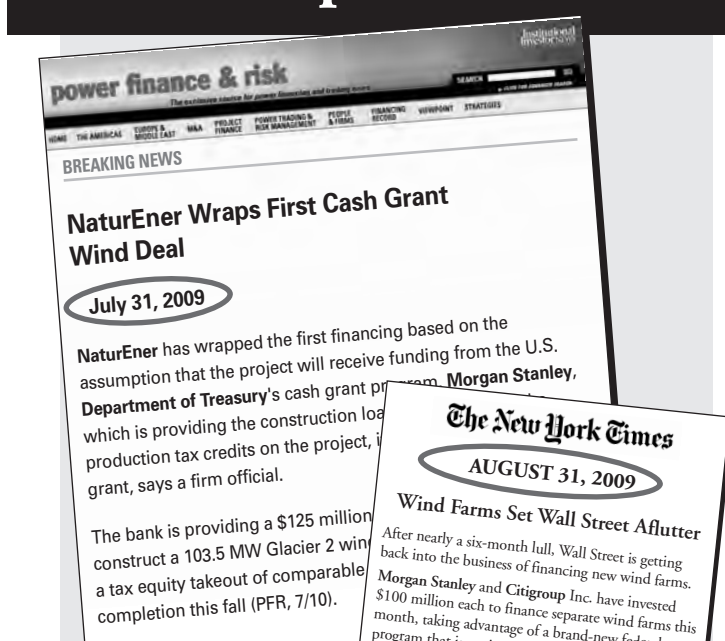 Institutional
Investor News
power finance & risk
The exclusive source for power financing and trading news
SEARCH GO
HOME THE AMERICAS EUROPE & MIDDLE EAST M&A PROJECT FINANCE POWER TRADING & RISK MANAGEMENT PEOPLE & FIRMS FINANCING RECORD VIEWPOINT STRATEGIES
BREAKING NEWS
NaturEner Wraps First Cash Grant
Wind Deal
July 31, 2009
NaturEner has wrapped the first financing based on the
assumption that the project will receive funding from the U.S.
Department of Treasury's cash grant Morgan Stanley,
which is providing the construction
production tax credits on the project,
grant, says a firm official.
The bank is providing a $125 million
construct a 103.5 MW Glacier 2
a tax equity takeout of comparable
completion this fall (PFR, 7/10).
The New York Times
AUGUST 31, 2009
Wind Farms Set Wall Street Aflutter
After nearly a six-month lull, Wall Street is getting
back into the business of financing new wind farms.
Morgan Stanley and Citigroup Inc. have invested
$100 million each to finance separate wind farms this
month, taking advantage of a brand-new
program that